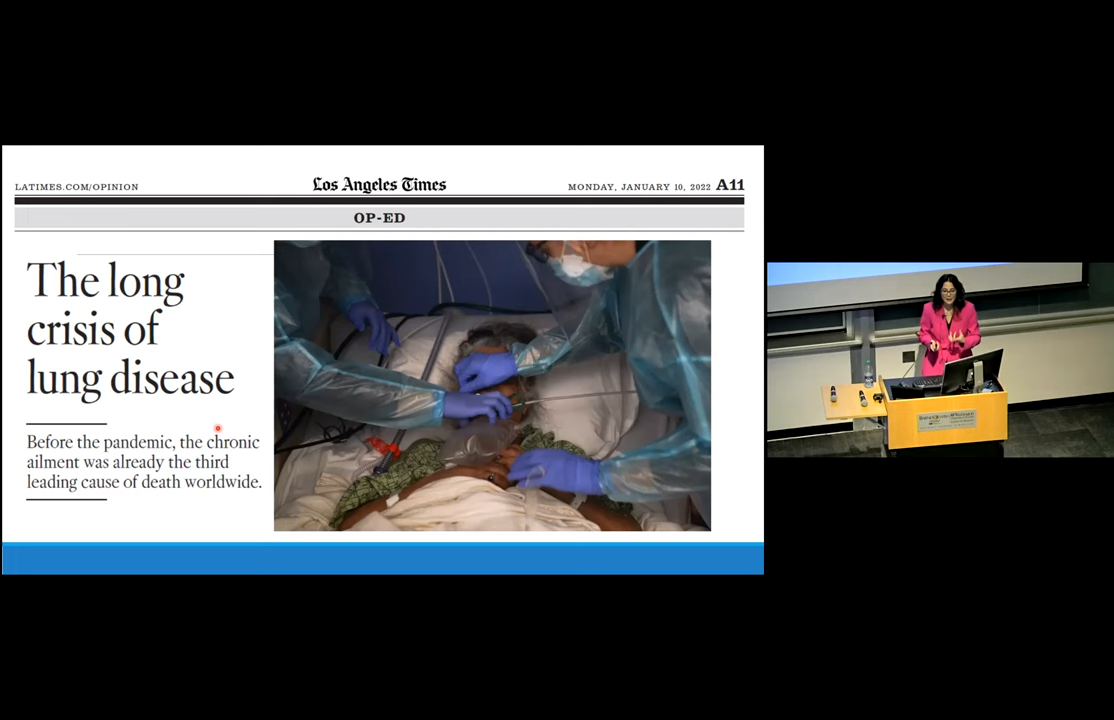 LATIMES.COM/OPINION
Los Angeles Times
MONDAY, JANUARY 10, 2022 A11
OP-ED
The long
crisis of
lung disease
Before the pandemic, the chronic
ailment was already the third
leading cause of death worldwide.